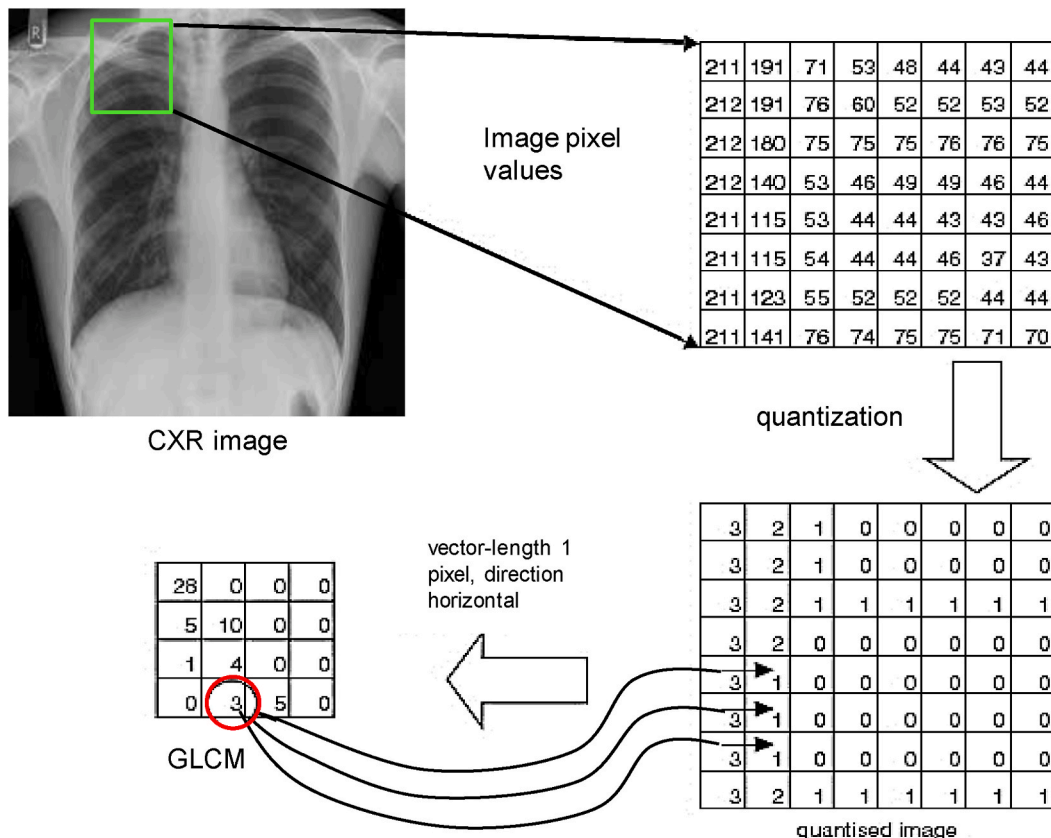 R
211 191 71 53 48 44 43 44
212 191 76 60 52 52 53 52
212 180 75 75 75 76 76 75
212 140 53 46 49 49 46 44
211 115 53 44 44 43 43 46
211 115 54 44 44 46 37 43
211 123 55 52 52 52 44 44
211 141 76 74 75 75 71 70
Image pixel
values
CXR image
quantization
3 2 1 0 0 0 0 0
3 2 1 0 0 0 0 0
3 2 1 1 1 1 1 1
3 2 0 0 0 0 0 0
3 1 0 0 0 0 0 0
3 1 0 0 0 0 0 0
3 1 0 0 0 0 0 0
3 2 1 1 1 1 1 1
quantised image
vector-length 1
pixel, direction
horizontal
28 0 0 0
5 10 0 0
1 4 0 0
0 3 5 0
GLCM